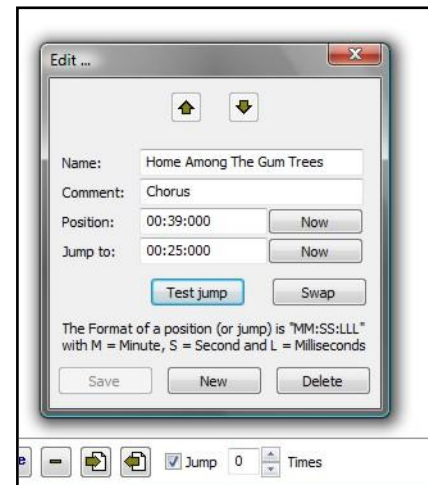 Edit ...
Name: Home Among The Gum Trees
Comment: Chorus
Position: 00:39:000 Now
Jump to: 00:25:000 Now
Test jump Swap
The Format of a position (or jump) is "MM:SS:LLL"
with M = Minute, S = Second and L = Milliseconds
Save New Delete
Jump 0 Times